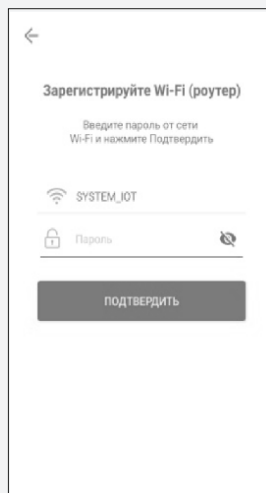 Зарегистрируйте Wi-Fi (роутер)
Введите пароль от сети
Wi-Fi и нажмите Подтвердить
SYSTEM_IOT
Пароль
ПОДТВЕРДИТЬ